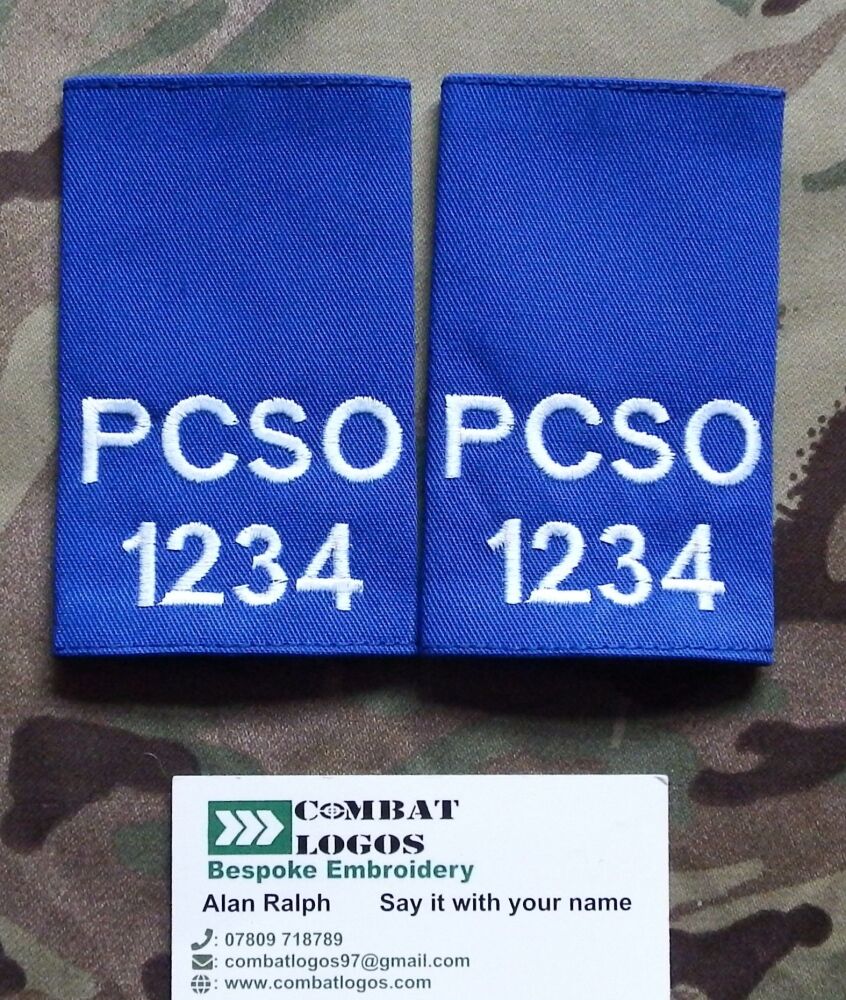 PCSO
1234
PCSO
1234
COMBAT
LOGOS
Bespoke Embroidery
Alan Ralph Say it with your name
: 07809 718789
: combatlogos97@gmail.com
: www.combatlogos.com